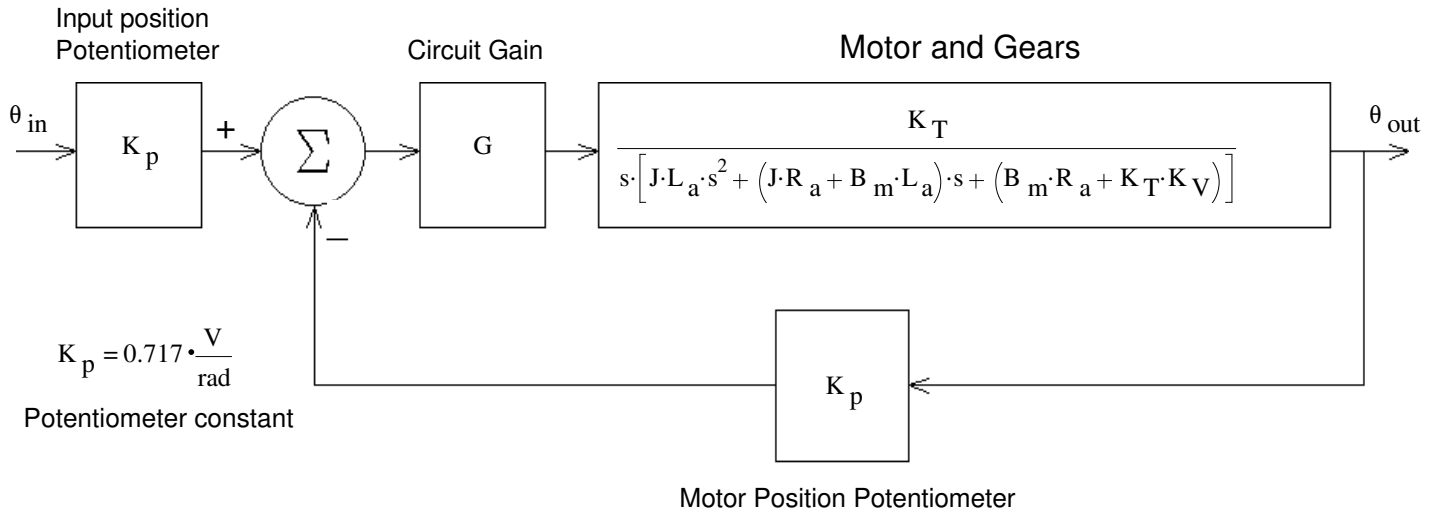 Input position
Potentiometer
Circuit Gain
Motor and Gears
θ in
K p
+
Σ
G
K T
s·[J·L a·s² + (J·R a + B m·L a)·s + (B m·R a + K T·K V)]
θ out
−
K p = 0.717 · V
rad
Potentiometer constant
K p
Motor Position Potentiometer